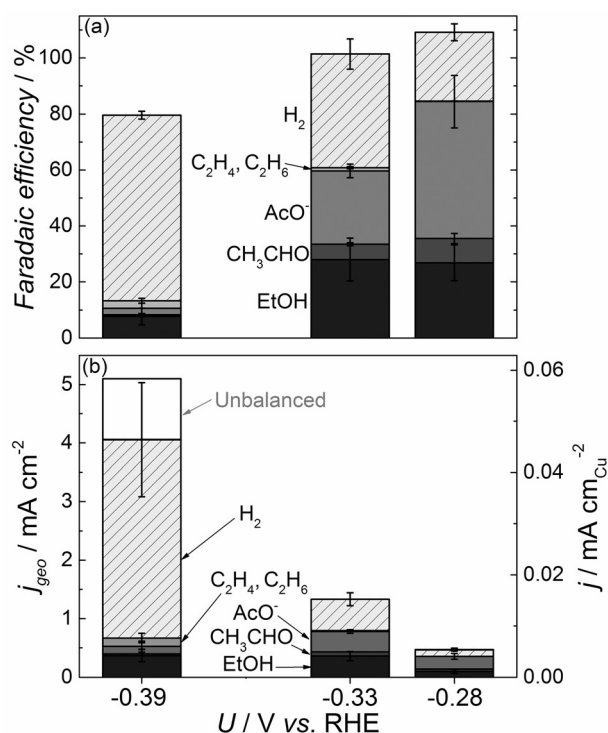 (a)
100
80
60
40
20
0
Faradaic efficiency / %
H₂
C₂H₄, C₂H₆
AcO⁻
CH₃CHO
EtOH
(b)
5
4
3
2
1
0
j_geo / mA cm⁻²
Unbalanced
H₂
C₂H₄, C₂H₆
AcO⁻
CH₃CHO
EtOH
0.06
0.04
0.02
0.00
j / mA cm_Cu⁻²
-0.39 -0.33 -0.28
U / V vs. RHE